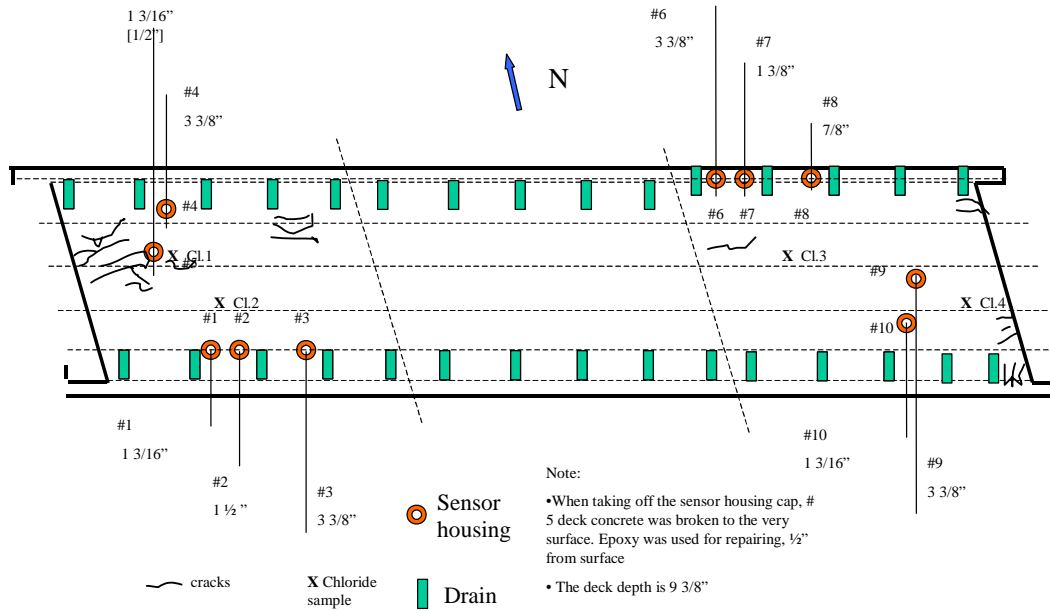 1 3/16”
[1/2”]
#4
3 3/8”
#6
3 3/8”
#7
1 3/8”
#8
7/8”
N
#4
#6
#7
#8
X Cl.1
#5
X Cl.3
#9
X Cl.2
X Cl.4
#1
#2
#3
#10
#1
1 3/16”
#2
1 ½ ”
#3
3 3/8”
#10
1 3/16”
#9
3 3/8”
Sensor
housing
Note:
•When taking off the sensor housing cap, #
5 deck concrete was broken to the very
surface. Epoxy was used for repairing, ½”
from surface
• The deck depth is 9 3/8”
cracks
X Chloride
sample
Drain